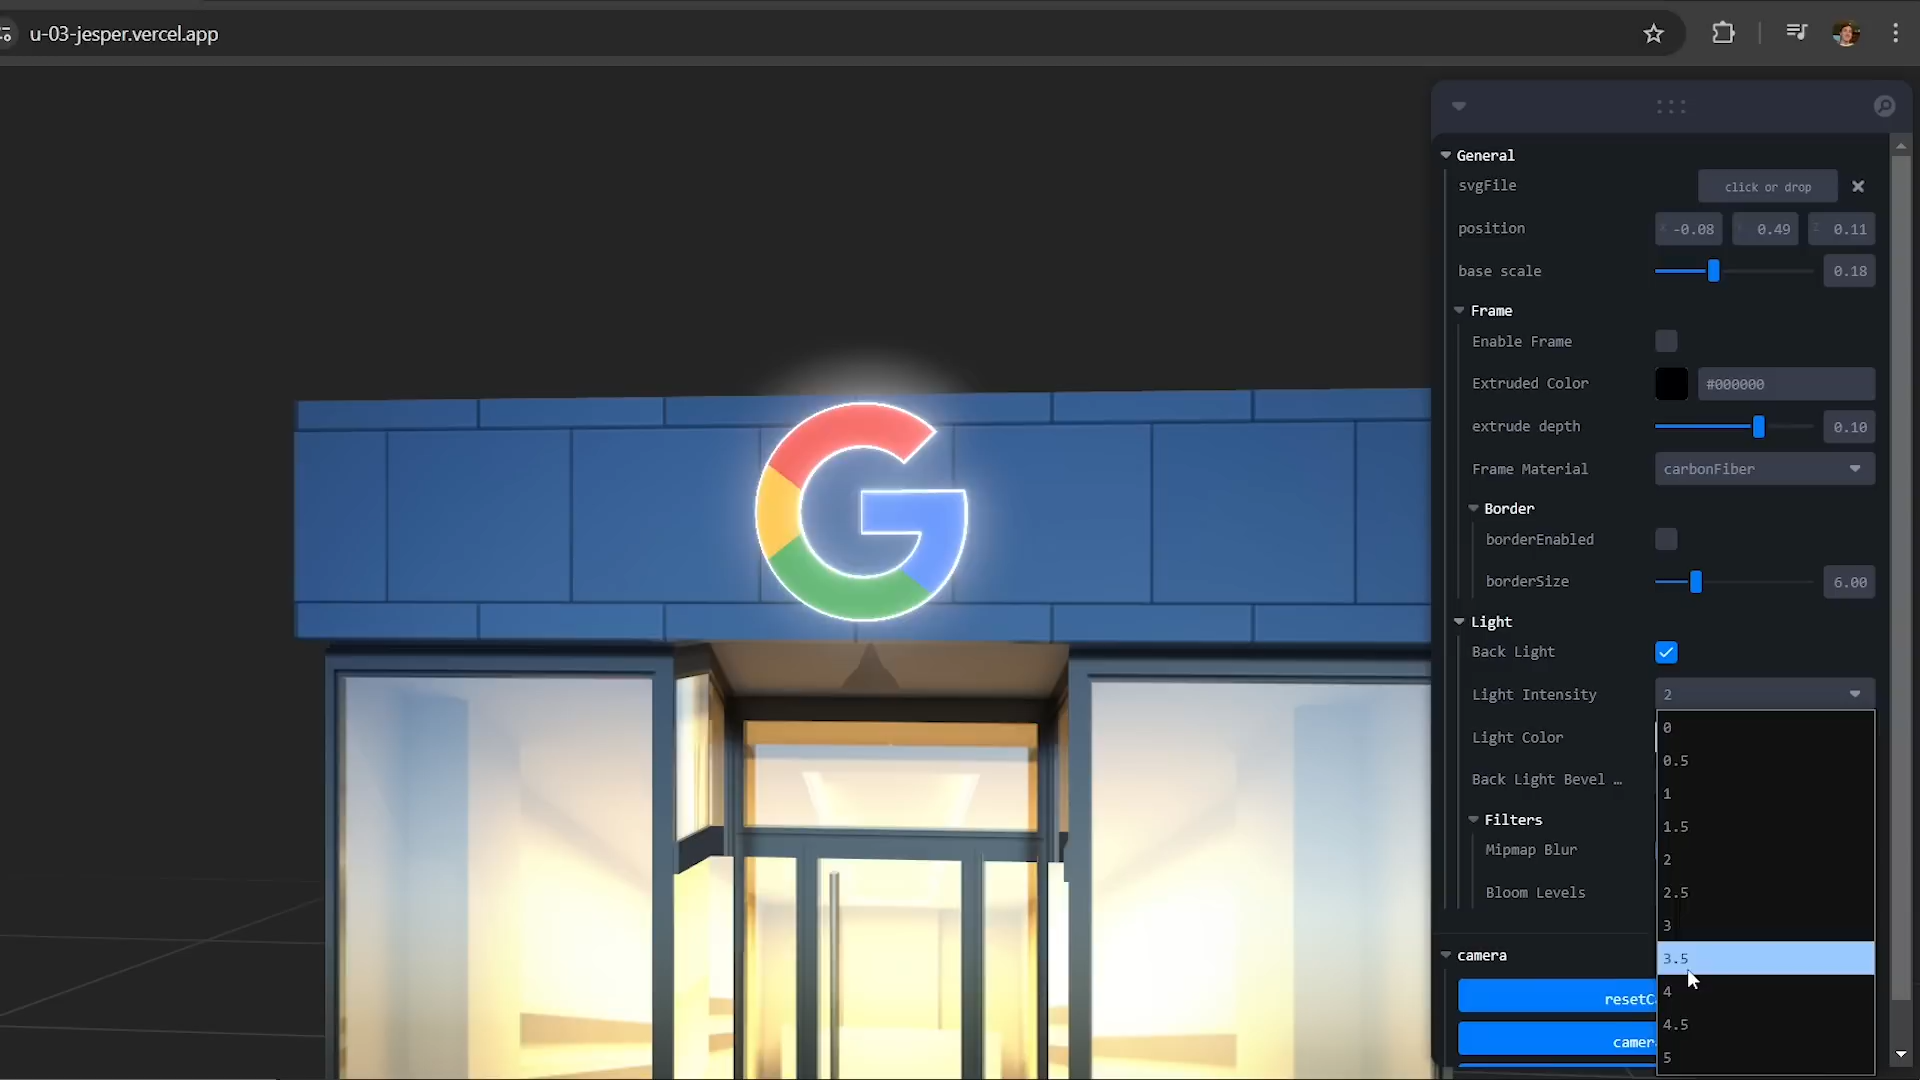 u-03-jesper.vercel.app
General
svgFile click or drop
position -0.08 0.49 Z 0.11
base scale 0.18
Frame
Enable Frame
Extruded Color #000000
extrude depth 0.10
Frame Material carbonFiber
Border
borderEnabled
borderSize 6.00
Light
Back Light
Light Intensity 2
0
Light Color
0.5
Back Light Bevel …
1
Filters
1.5
Mipmap Blur
2
Bloom Levels
2.5
3
camera
3.5
resetC
4
4.5
camer
5
G